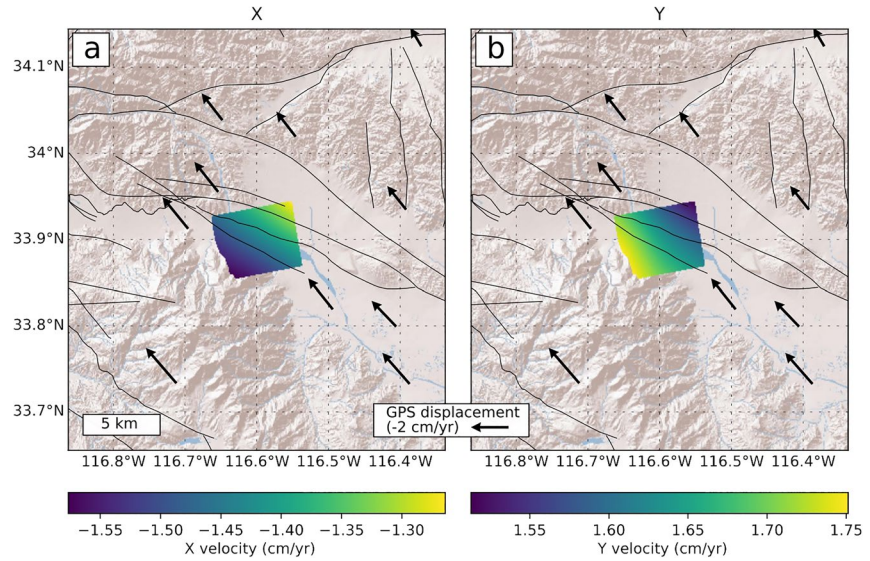 X
Y
a
b
34.1°N
34°N
33.9°N
33.8°N
33.7°N
5 km
GPS displacement
(-2 cm/yr)
116.8°W 116.7°W 116.6°W 116.5°W 116.4°W
116.8°W 116.7°W 116.6°W 116.5°W 116.4°W
−1.55 −1.50 −1.45 −1.40 −1.35 −1.30
1.55 1.60 1.65 1.70 1.75
X velocity (cm/yr)
Y velocity (cm/yr)